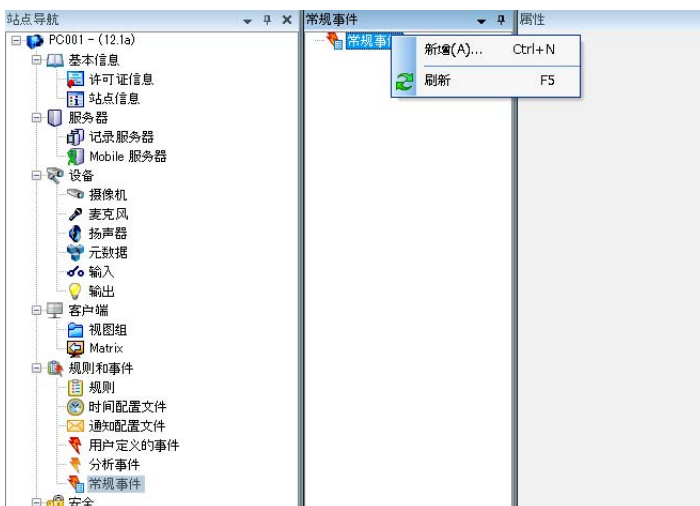 站点导航
PC001 - (12.1a)
基本信息
许可证信息
站点信息
服务器
记录服务器
Mobile 服务器
设备
摄像机
麦克风
扬声器
元数据
输入
输出
客户端
视图组
Matrix
规则和事件
规则
时间配置文件
通知配置文件
用户定义的事件
分析事件
常规事件
安全
常规事件
常规事
新增(A)... Ctrl+N
刷新 F5
属性